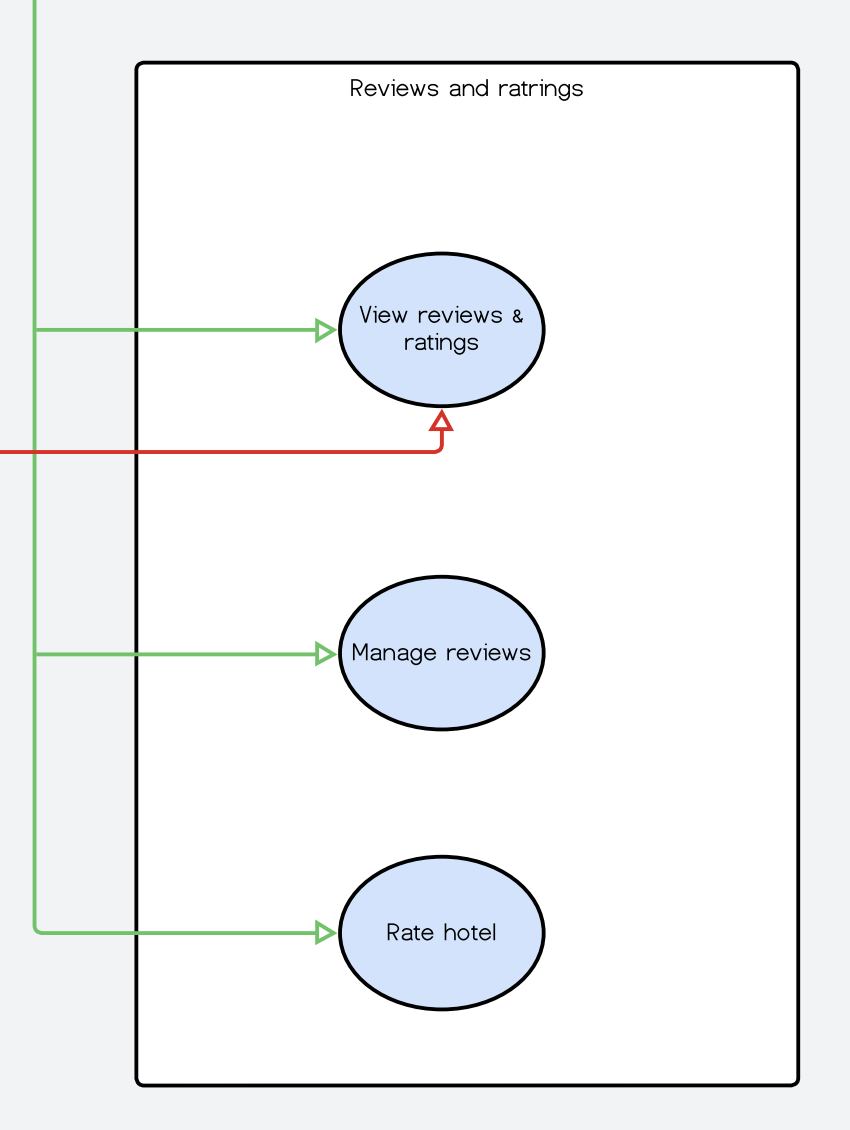 Reviews and ratrings
View reviews &
ratings
Manage reviews
Rate hotel